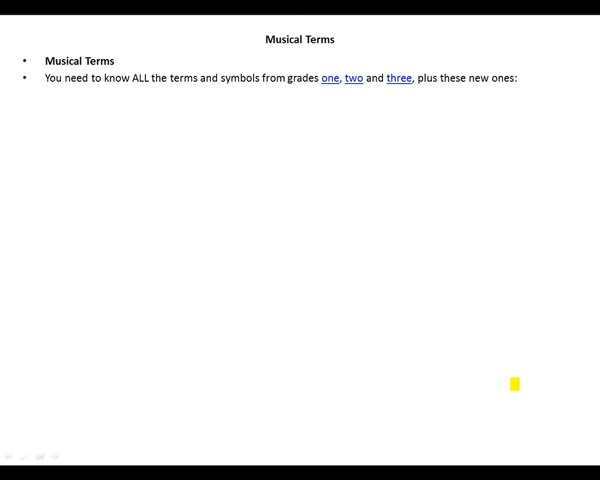 Musical Terms
• Musical Terms
• You need to know ALL the terms and symbols from grades one, two and three, plus these new ones: